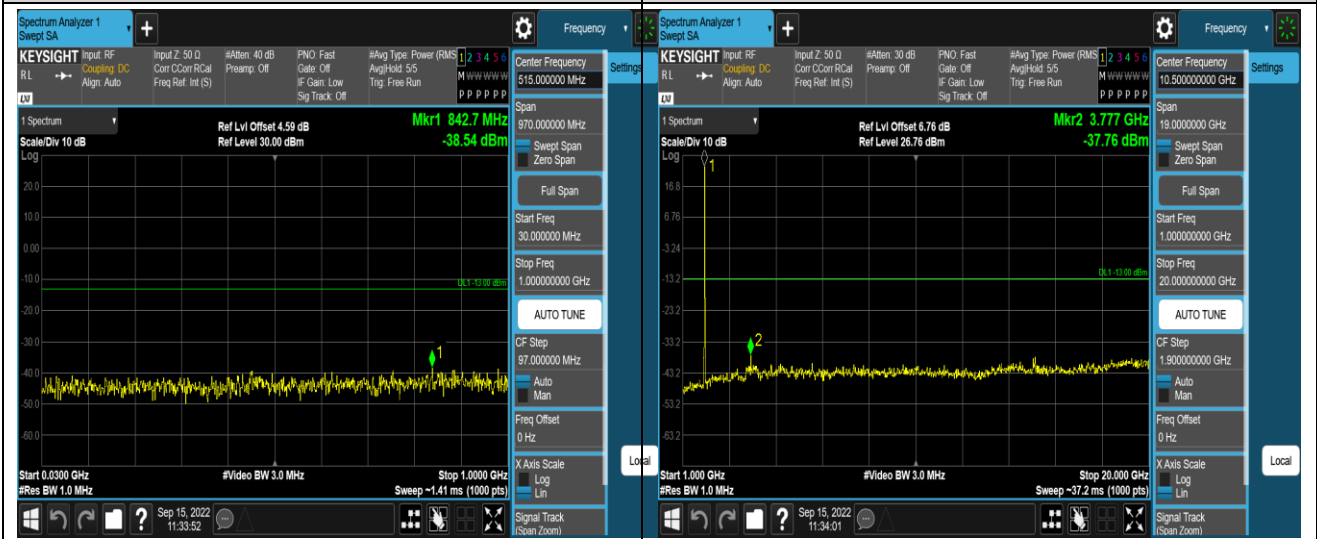 Spectrum Analyzer 1
Swept SA
+
Frequency
KEYSIGHT
RL
LXI
Input: RF
Coupling: DC
Align: Auto
Input Z: 50 Ω
Corr CCorr RCal
Freq Ref: Int (S)
#Atten: 40 dB
Preamp: Off
PNO: Fast
Gate: Off
IF Gain: Low
Sig Track: Off
#Avg Type: Power (RMS
Avg|Hold: 5/5
Trig: Free Run
1 2 3 4 5 6
M W W W W W
P P P P P P
Center Frequency
515.000000 MHz
Settings
1 Spectrum
Scale/Div 10 dB
Log
Ref Lvl Offset 4.59 dB
Ref Level 30.00 dBm
Mkr1 842.7 MHz
-38.54 dBm
Span
970.000000 MHz
Swept Span
Zero Span
Full Span
Start Freq
30.000000 MHz
Stop Freq
1.000000000 GHz
AUTO TUNE
CF Step
97.000000 MHz
Auto
Man
Freq Offset
0 Hz
X Axis Scale
Log
Lin
Signal Track
(Span Zoom)
Local
20.0
10.0
0.00
-10.0
DL1 -13.00 dBm
-20.0
-30.0
1
-40.0
-50.0
-60.0
Start 0.0300 GHz
#Res BW 1.0 MHz
#Video BW 3.0 MHz
Stop 1.0000 GHz
Sweep ~1.41 ms (1000 pts)
?
Sep 15, 2022
11:33:52
Spectrum Analyzer 1
Swept SA
+
Frequency
KEYSIGHT
RL
LXI
Input: RF
Coupling: DC
Align: Auto
Input Z: 50 Ω
Corr CCorr RCal
Freq Ref: Int (S)
#Atten: 30 dB
Preamp: Off
PNO: Fast
Gate: Off
IF Gain: Low
Sig Track: Off
#Avg Type: Power (RMS
Avg|Hold: 5/5
Trig: Free Run
1 2 3 4 5 6
M W W W W W
P P P P P P
Center Frequency
10.500000000 GHz
Settings
1 Spectrum
Scale/Div 10 dB
Log
Ref Lvl Offset 6.76 dB
Ref Level 26.76 dBm
Mkr2 3.777 GHz
-37.76 dBm
Span
19.0000000 GHz
Swept Span
Zero Span
Full Span
Start Freq
1.000000000 GHz
Stop Freq
20.000000000 GHz
AUTO TUNE
CF Step
1.900000000 GHz
Auto
Man
Freq Offset
0 Hz
X Axis Scale
Log
Lin
Signal Track
(Span Zoom)
Local
1
16.8
6.76
-3.24
DL1 -13.00 dBm
-13.2
-23.2
-33.2
2
-43.2
-53.2
-63.2
Start 1.000 GHz
#Res BW 1.0 MHz
#Video BW 3.0 MHz
Stop 20.000 GHz
Sweep ~37.2 ms (1000 pts)
?
Sep 15, 2022
11:34:01